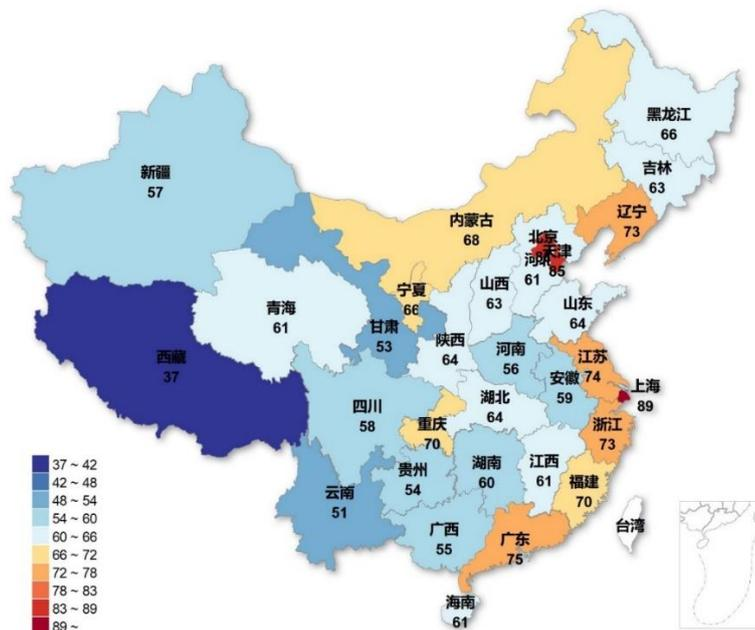 黑龙江
66
吉林
63
新疆
57
辽宁
73
内蒙古
68
北京
天津
85
河北
61
宁夏
66
山西
63
山东
64
青海
61
甘肃
53
陕西
64
河南
56
江苏
74
西藏
37
安徽
59
上海
89
四川
58
湖北
64
重庆
70
浙江
73
贵州
54
湖南
60
江西
61
福建
70
云南
51
广西
55
广东
75
台湾
海南
61
37 ~ 42
42 ~ 48
48 ~ 54
54 ~ 60
60 ~ 66
66 ~ 72
72 ~ 78
78 ~ 83
83 ~ 89
89 ~